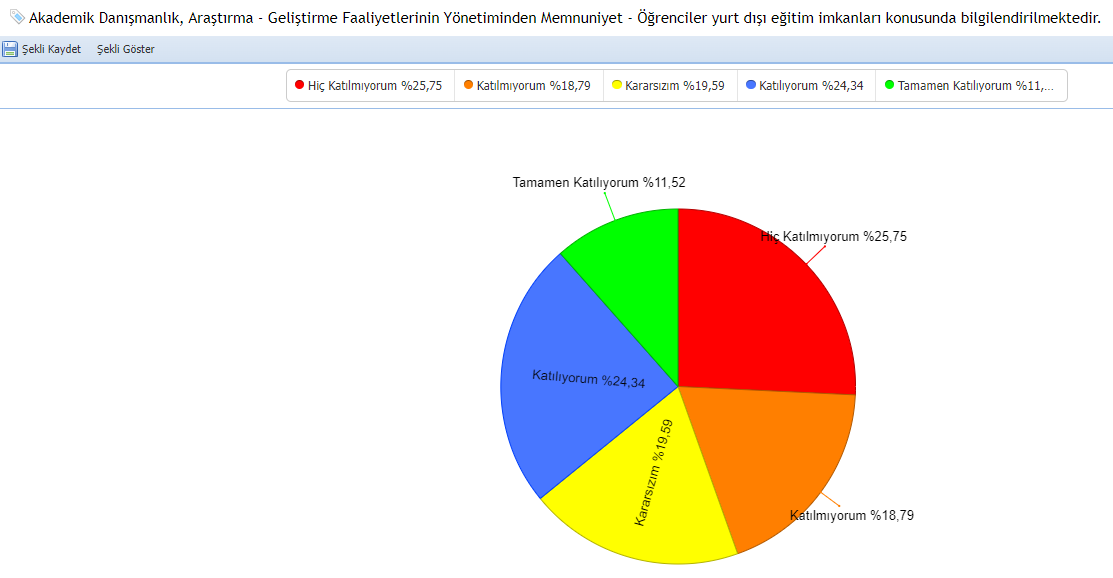 Akademik Danışmanlık, Araştırma - Geliştirme Faaliyetlerinin Yönetiminden Memnuniyet - Öğrenciler yurt dışı eğitim imkanları konusunda bilgilendirilmektedir.
Şekli Kaydet Şekli Göster
Hiç Katılmıyorum %25,75 Katılmıyorum %18,79 Kararsızım %19,59 Katılıyorum %24,34 Tamamen Katılıyorum %11,...
Tamamen Katılıyorum %11,52
Hiç Katılmıyorum %25,75
Katılıyorum %24,34
Kararsızım %19,59
Katılmıyorum %18,79